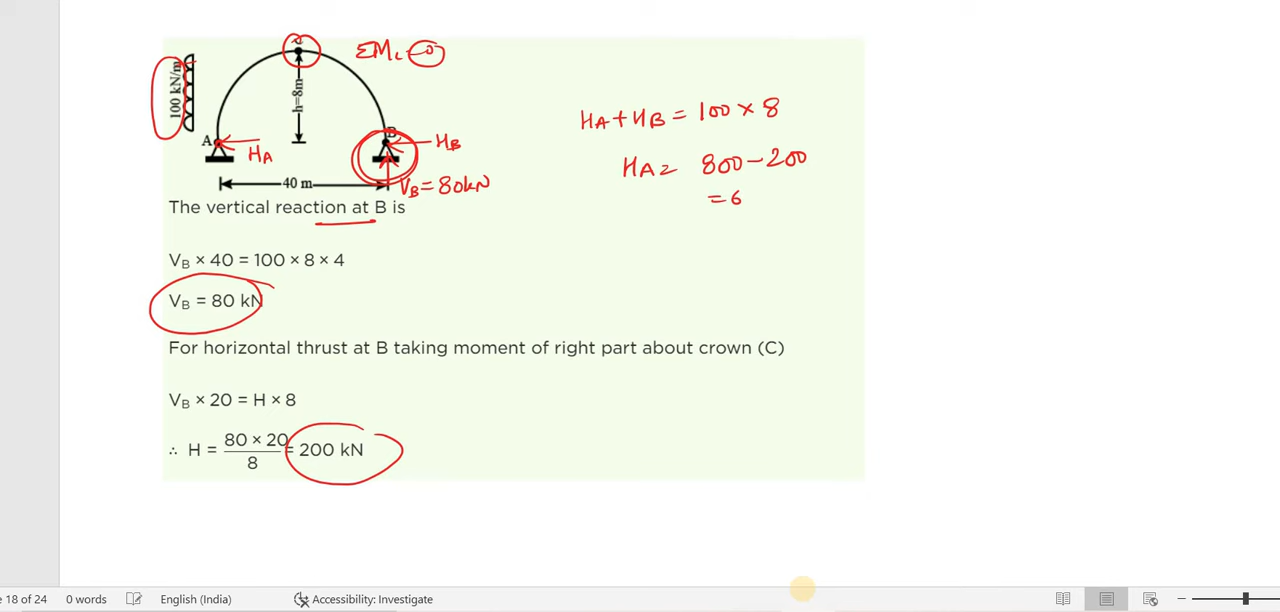 C ΣMc = 0
100 kN/m
h=8m
HA + HB = 100 × 8
A B
HA HB
HA = 800 - 200
40 m VB = 80kN
= 6
The vertical reaction at B is
VB × 40 = 100 × 8 × 4
VB = 80 kN
For horizontal thrust at B taking moment of right part about crown (C)
VB × 20 = H × 8
∴ H = 80 × 20 / 8 = 200 kN
e 18 of 24 0 words English (India) Accessibility: Investigate